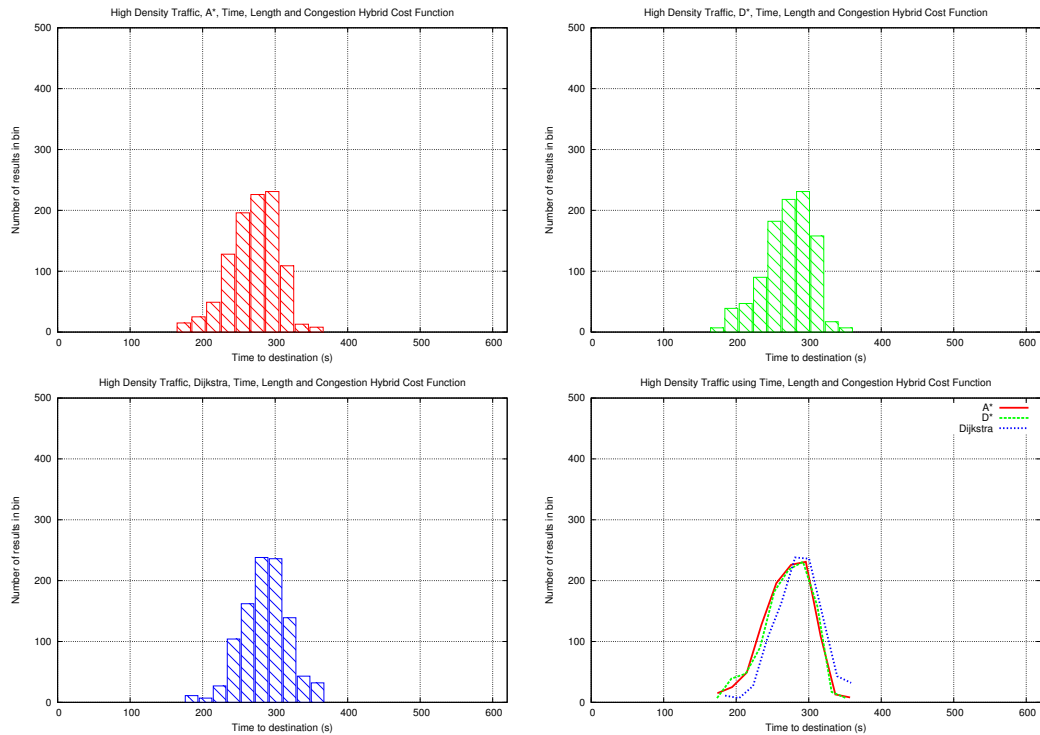 High Density Traffic, A*, Time, Length and Congestion Hybrid Cost Function
500
400
300
200
100
0
Number of results in bin
0 100 200 300 400 500 600
Time to destination (s)
High Density Traffic, D*, Time, Length and Congestion Hybrid Cost Function
500
400
300
200
100
0
Number of results in bin
0 100 200 300 400 500 600
Time to destination (s)
High Density Traffic, Dijkstra, Time, Length and Congestion Hybrid Cost Function
500
400
300
200
100
0
Number of results in bin
0 100 200 300 400 500 600
Time to destination (s)
High Density Traffic using Time, Length and Congestion Hybrid Cost Function
500
400
300
200
100
0
Number of results in bin
A*
D*
Dijkstra
0 100 200 300 400 500 600
Time to destination (s)